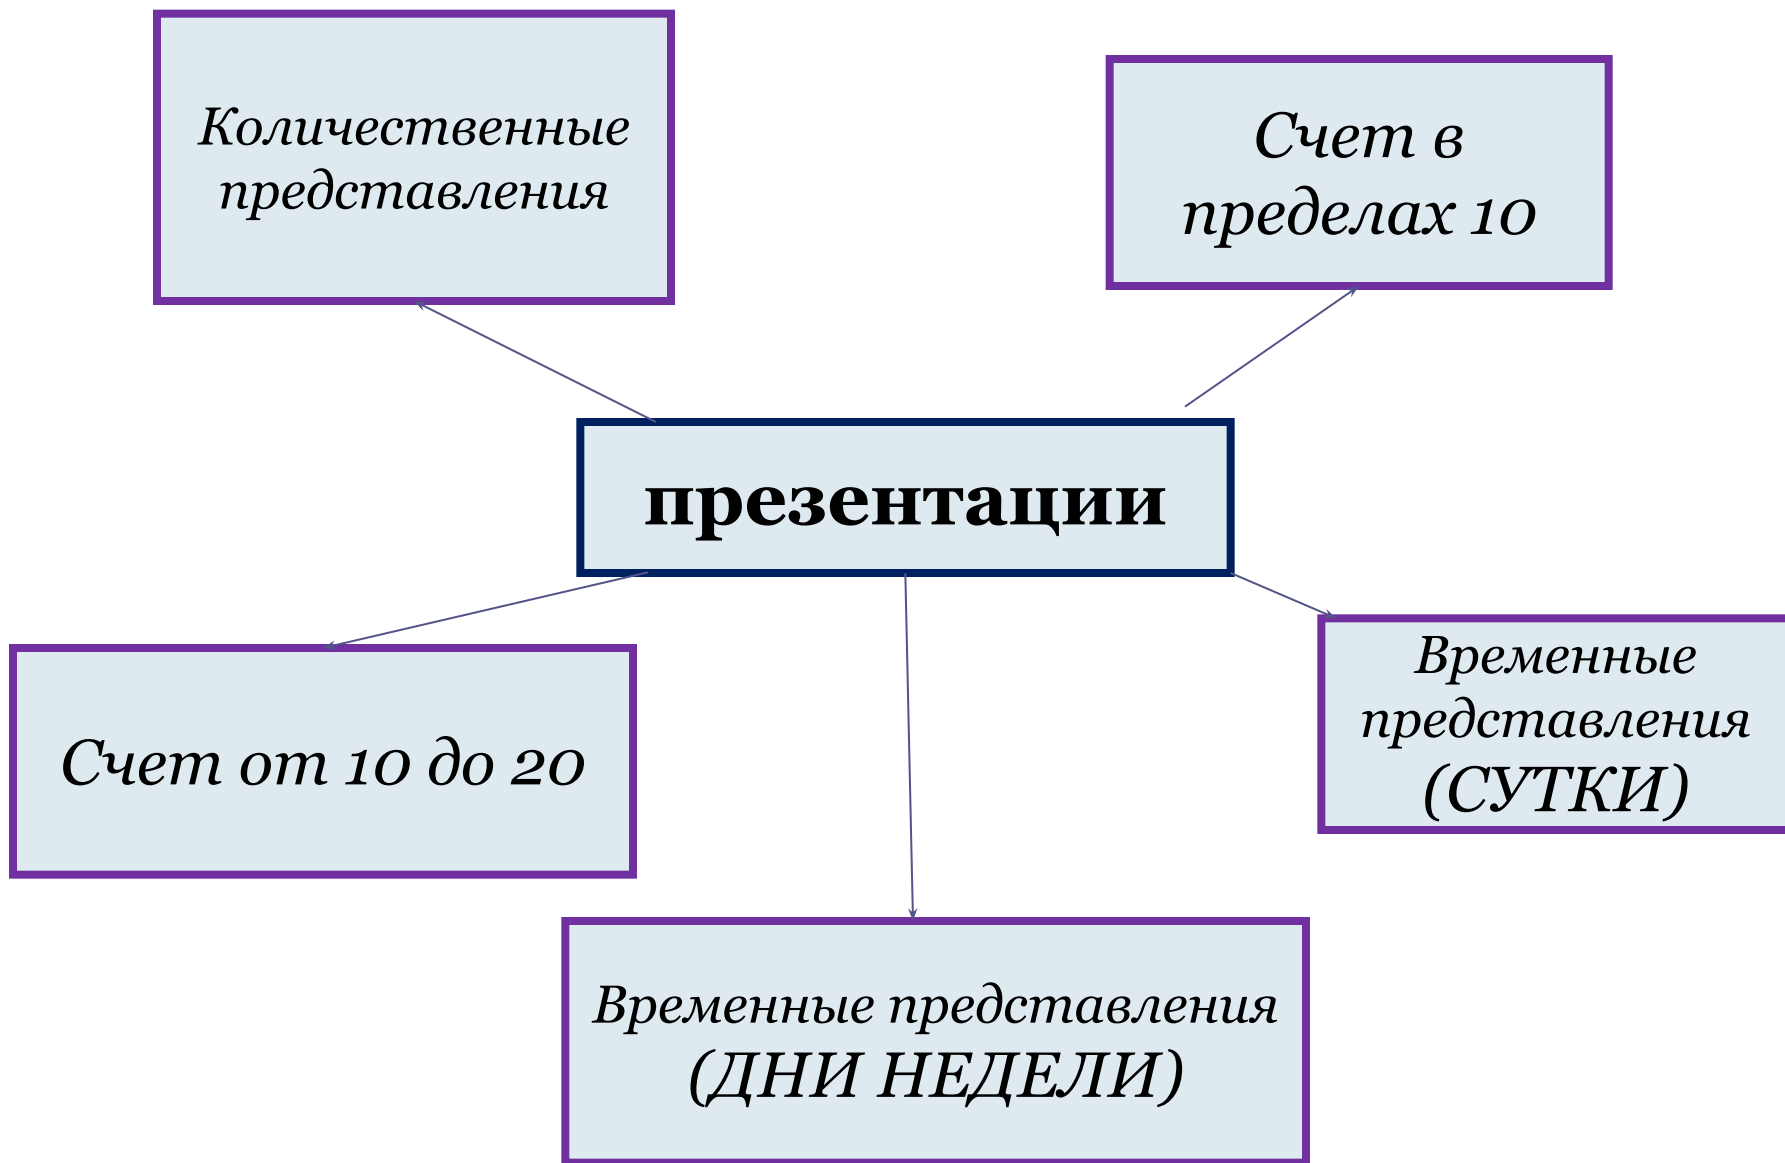 Количественные
представления
Счет в
пределах 10
презентации
Счет от 10 до 20
Временные
представления
(СУТКИ)
Временные представления
(ДНИ НЕДЕЛИ)